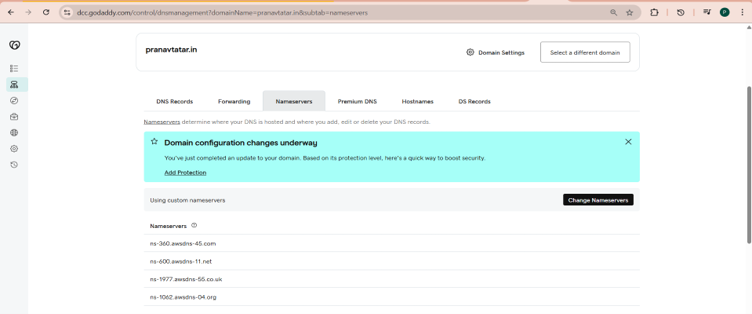 dcc.godaddy.com/control/dnsmanagement?domainName=pranavtatar.in&subtab=nameservers
P
pranavtatar.in
Domain Settings
Select a different domain
DNS Records Forwarding Nameservers Premium DNS Hostnames DS Records
Nameservers determine where your DNS is hosted and where you add, edit or delete your DNS records.
Domain configuration changes underway
You've just completed an update to your domain. Based on its protection level, here's a quick way to boost security.
Add Protection
Using custom nameservers
Change Nameservers
Nameservers
ns-360.awsdns-45.com
ns-600.awsdns-11.net
ns-1977.awsdns-55.co.uk
ns-1062.awsdns-04.org